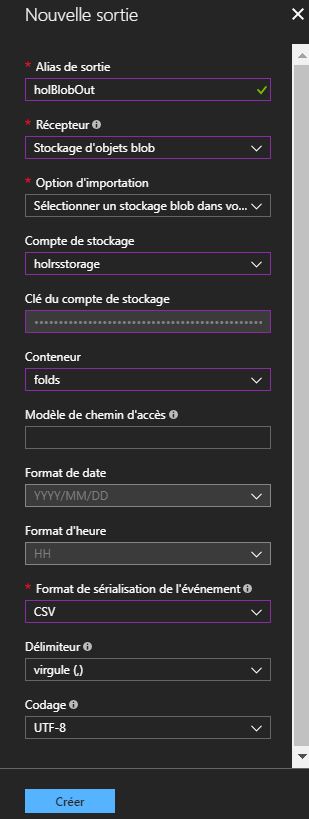 Nouvelle sortie
* Alias de sortie
holBlobOut
* Récepteur
Stockage d'objets blob
* Option d'importation
Sélectionner un stockage blob dans vo...
Compte de stockage
holrsstorage
Clé du compte de stockage
Conteneur
folds
Modèle de chemin d'accès
Format de date
YYYY/MM/DD
Format d'heure
HH
* Format de sérialisation de l'événement
CSV
Délimiteur
virgule (,)
Codage
UTF-8
Créer